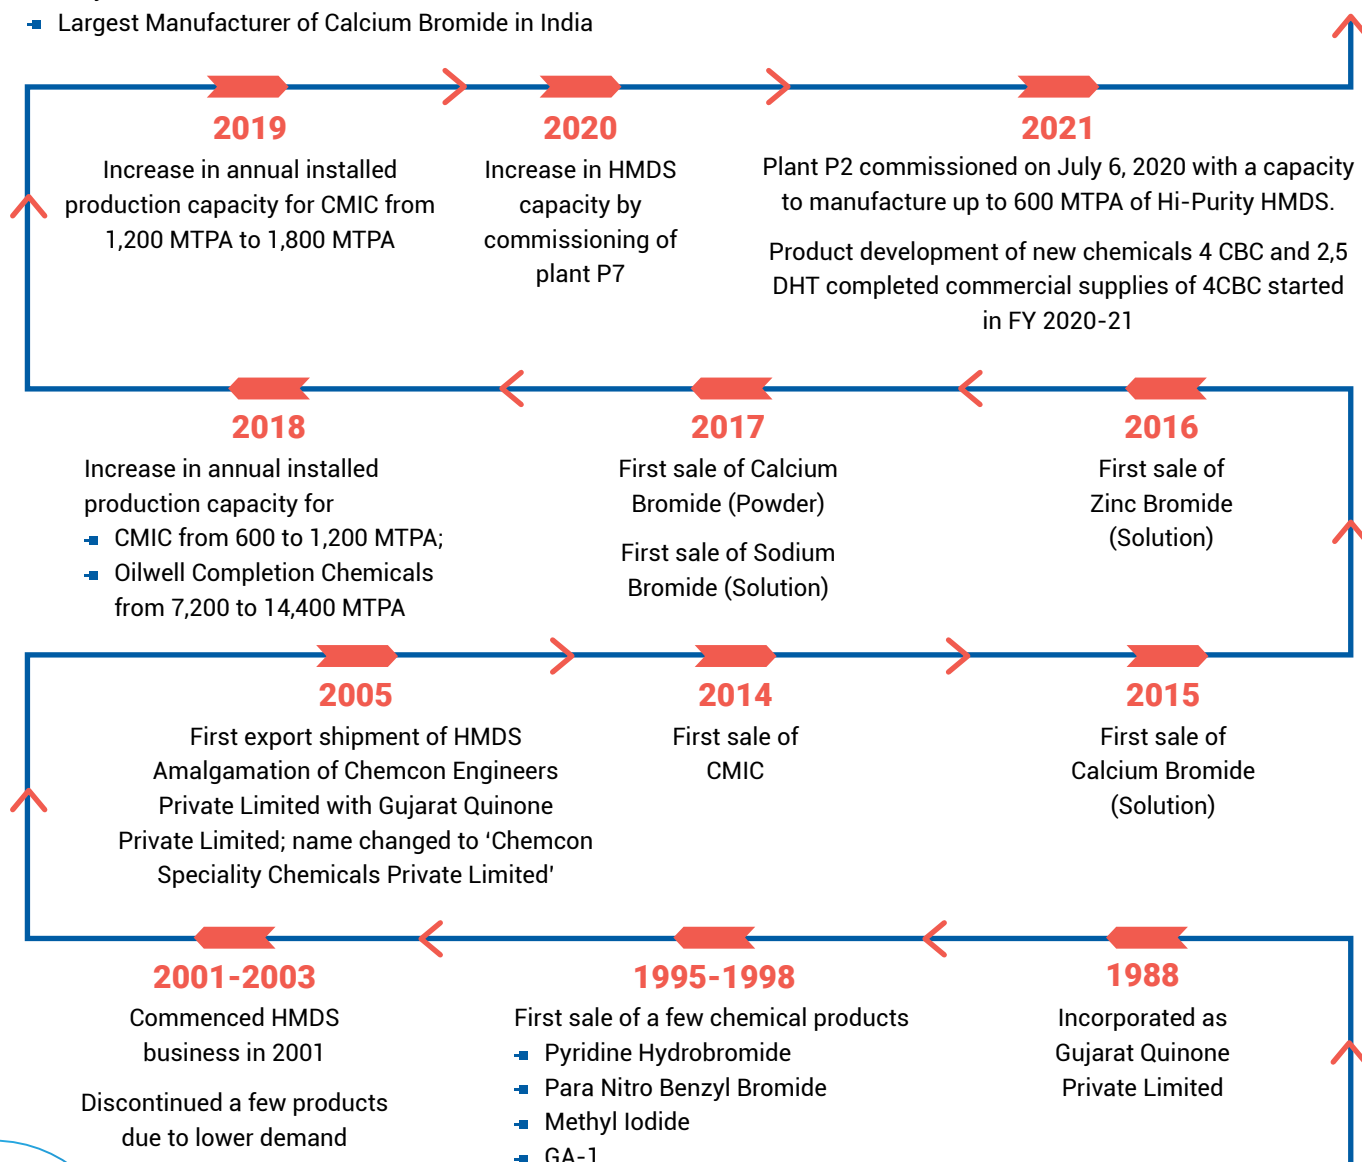 Largest Manufacturer of Calcium Bromide in India
2019
Increase in annual installed
production capacity for CMIC from
1,200 MTPA to 1,800 MTPA
2020
Increase in HMDS
capacity by
commissioning of
plant P7
2021
Plant P2 commissioned on July 6, 2020 with a capacity
to manufacture up to 600 MTPA of Hi-Purity HMDS.
Product development of new chemicals 4 CBC and 2,5
DHT completed commercial supplies of 4CBC started
in FY 2020-21
2018
Increase in annual installed
production capacity for
CMIC from 600 to 1,200 MTPA;
Oilwell Completion Chemicals
from 7,200 to 14,400 MTPA
2017
First sale of Calcium
Bromide (Powder)
First sale of Sodium
Bromide (Solution)
2016
First sale of
Zinc Bromide
(Solution)
2005
First export shipment of HMDS
Amalgamation of Chemcon Engineers
Private Limited with Gujarat Quinone
Private Limited; name changed to ‘Chemcon
Speciality Chemicals Private Limited’
2014
First sale of
CMIC
2015
First sale of
Calcium Bromide
(Solution)
2001-2003
Commenced HMDS
business in 2001
Discontinued a few products
due to lower demand
1995-1998
First sale of a few chemical products
Pyridine Hydrobromide
Para Nitro Benzyl Bromide
Methyl Iodide
GA-1
1988
Incorporated as
Gujarat Quinone
Private Limited